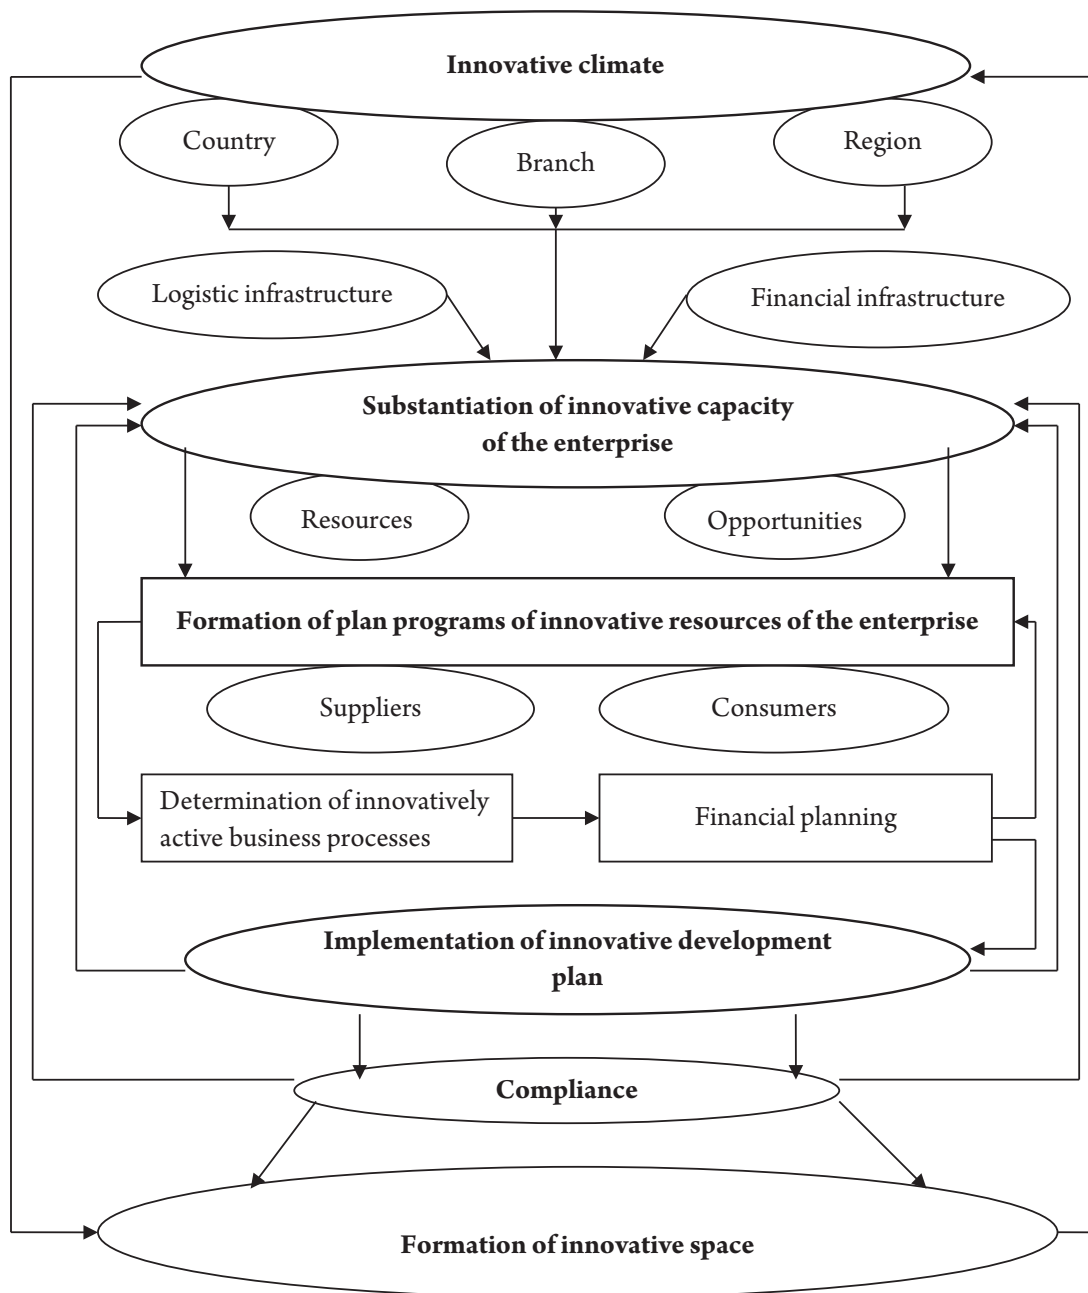 Innovative climate
Country
Branch
Region
Logistic infrastructure
Financial infrastructure
Substantiation of innovative capacity
of the enterprise
Resources
Opportunities
Formation of plan programs of innovative resources of the enterprise
Suppliers
Consumers
Determination of innovatively
active business processes
Financial planning
Implementation of innovative development
plan
Compliance
Formation of innovative space